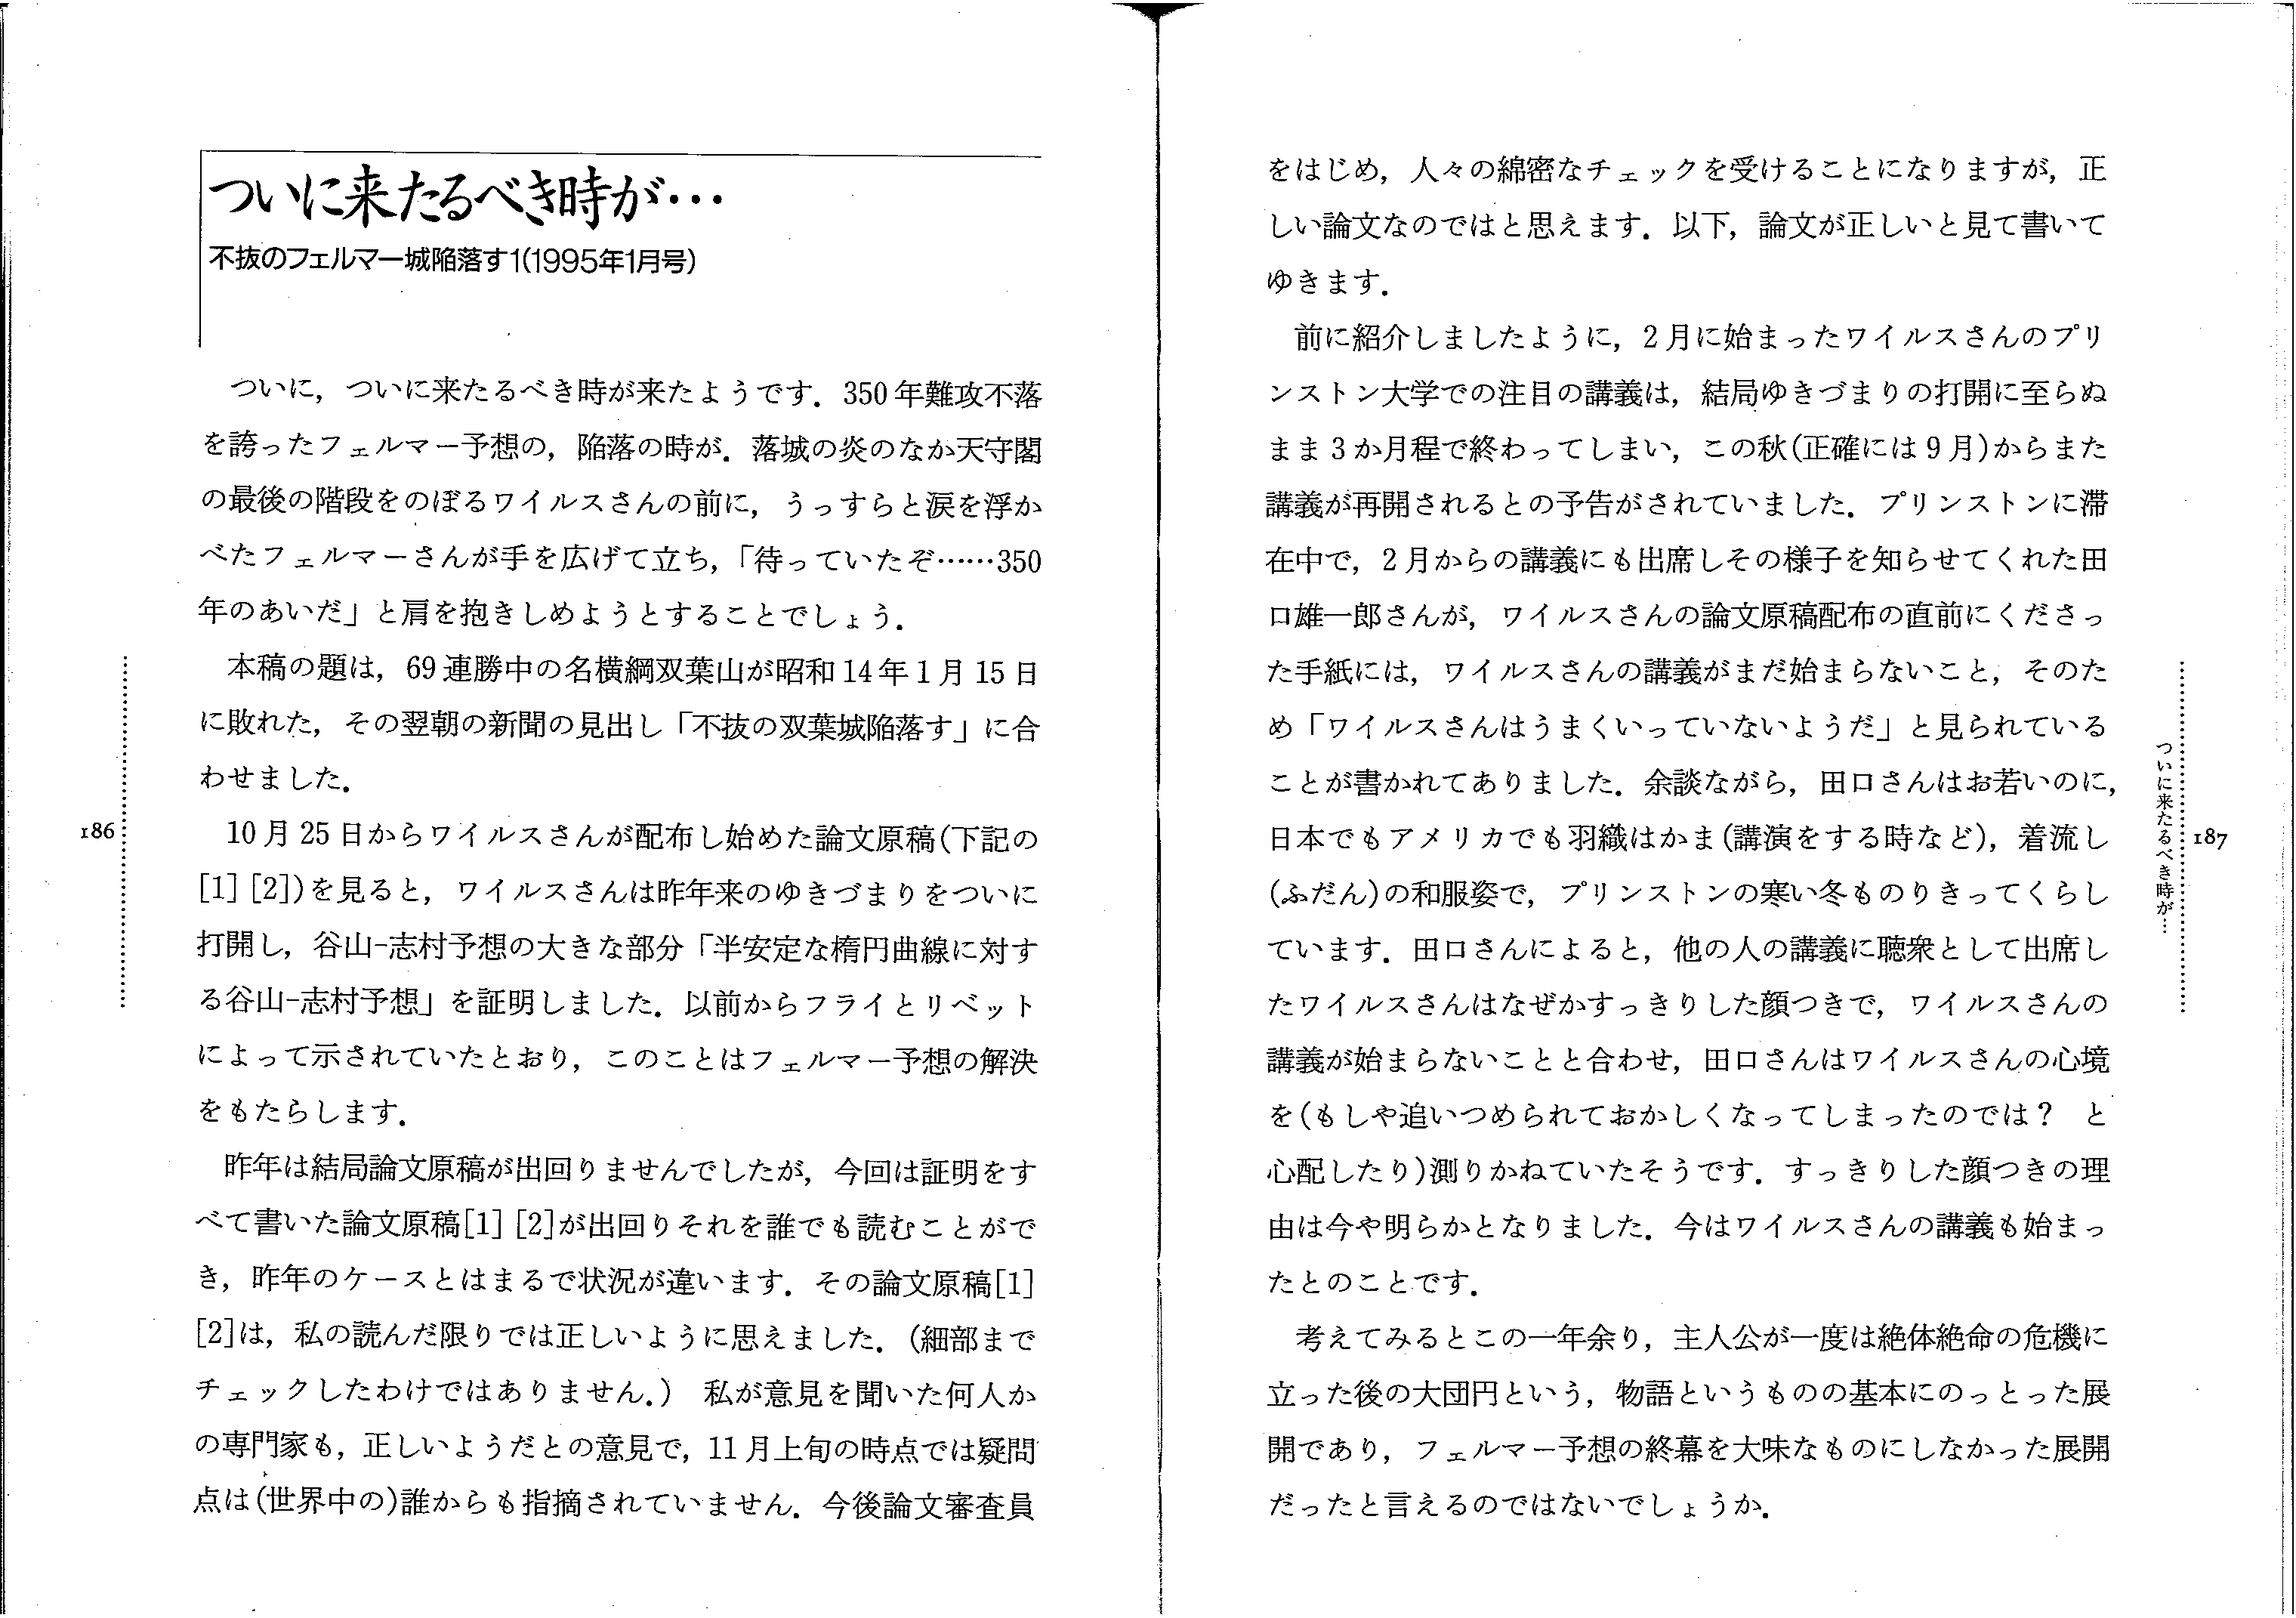 ついに来たるべき時が…
不抜のフェルマー城陥落す1(1995年1月号)
ついに，ついに来たるべき時が来たようです．350年難攻不落
を誇ったフェルマー予想の，陥落の時が．落城の炎のなか天守閣
の最後の階段をのぼるワイルスさんの前に，うっすらと涙を浮か
べたフェルマーさんが手を広げて立ち，「待っていたぞ……350
年のあいだ」と肩を抱きしめようとすることでしょう．
本稿の題は，69連勝中の名横綱双葉山が昭和14年1月15日
に敗れた，その翌朝の新聞の見出し「不抜の双葉城陥落す」に合
わせました．
10月25日からワイルスさんが配布し始めた論文原稿(下記の
[1] [2])を見ると，ワイルスさんは昨年来のゆきづまりをついに
打開し，谷山-志村予想の大きな部分「半安定な楕円曲線に対す
る谷山-志村予想」を証明しました．以前からフライとリベット
によって示されていたとおり，このことはフェルマー予想の解決
をもたらします．
昨年は結局論文原稿が出回りませんでしたが，今回は証明をす
べて書いた論文原稿[1] [2]が出回りそれを誰でも読むことがで
き，昨年のケースとはまるで状況が違います．その論文原稿[1]
[2]は，私の読んだ限りでは正しいように思えました．(細部まで
チェックしたわけではありません．) 私が意見を聞いた何人か
の専門家も，正しいようだとの意見で，11月上旬の時点では疑問
点は(世界中の)誰からも指摘されていません．今後論文審査員
186
をはじめ，人々の綿密なチェックを受けることになりますが，正
しい論文なのではと思えます．以下，論文が正しいと見て書いて
ゆきます．
前に紹介しましたように，2月に始まったワイルスさんのプリ
ンストン大学での注目の講義は，結局ゆきづまりの打開に至らぬ
まま3か月程で終わってしまい，この秋(正確には9月)からまた
講義が再開されるとの予告がされていました．プリンストンに滞
在中で，2月からの講義にも出席しその様子を知らせてくれた田
口雄一郎さんが，ワイルスさんの論文原稿配布の直前にくださっ
た手紙には，ワイルスさんの講義がまだ始まらないこと，そのた
め「ワイルスさんはうまくいっていないようだ」と見られている
ことが書かれてありました．余談ながら，田口さんはお若いのに，
日本でもアメリカでも羽織はかま(講演をする時など)，着流し
(ふだん)の和服姿で，プリンストンの寒い冬ものりきってくらし
ています．田口さんによると，他の人の講義に聴衆として出席し
たワイルスさんはなぜかすっきりした顔つきで，ワイルスさんの
講義が始まらないことと合わせ，田口さんはワイルスさんの心境
を(もしや追いつめられておかしくなってしまったのでは？ と
心配したり)測りかねていたそうです．すっきりした顔つきの理
由は今や明らかとなりました．今はワイルスさんの講義も始まっ
たとのことです．
考えてみるとこの一年余り，主人公が一度は絶体絶命の危機に
立った後の大団円という，物語というものの基本にのっとった展
開であり，フェルマー予想の終幕を大味なものにしなかった展開
だったと言えるのではないでしょうか．
ついに来たるべき時が…
187